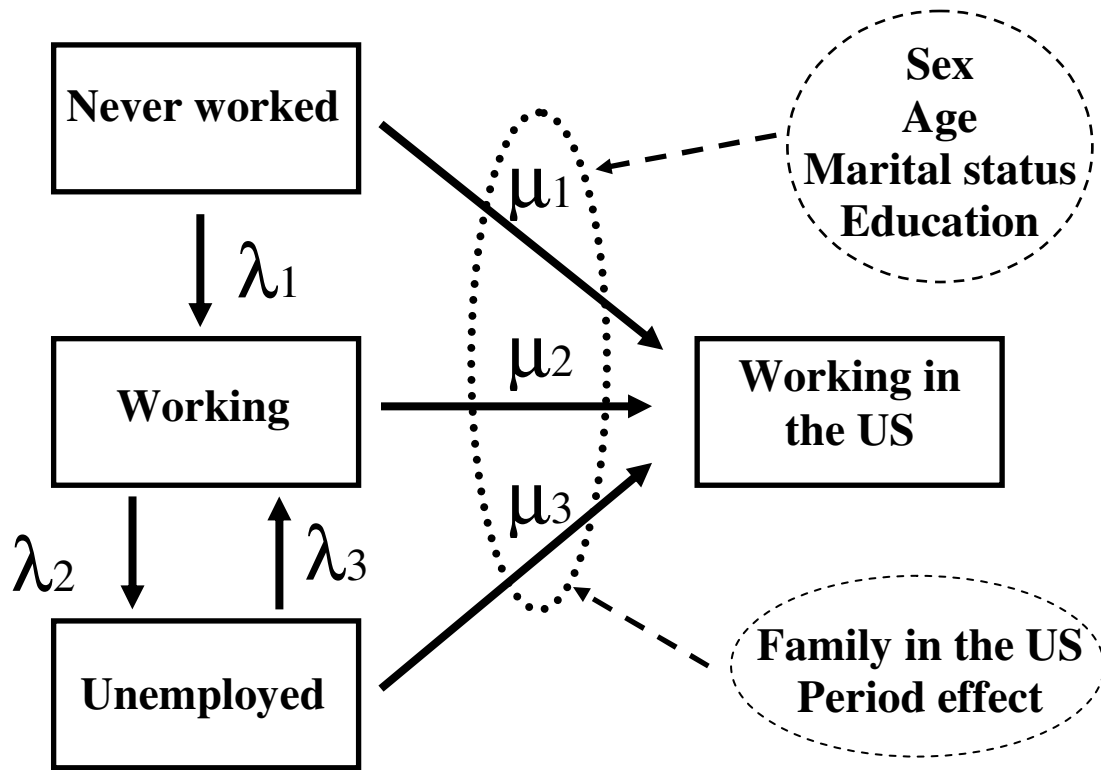 Never worked
Sex
Age
Marital status
Education
μ1
λ1
Working
μ2
Working in
the US
μ3
λ2
λ3
Unemployed
Family in the US
Period effect